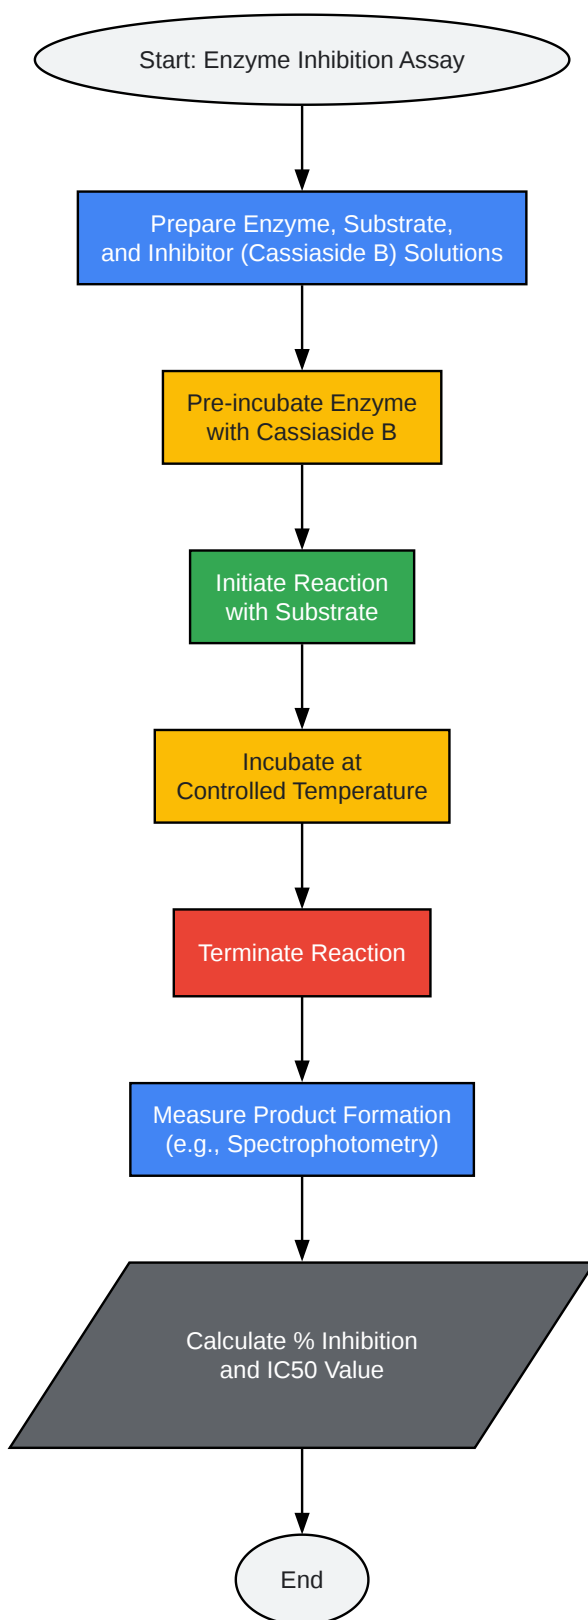 Start: Enzyme Inhibition Assay
Prepare Enzyme, Substrate,
and Inhibitor (Cassiaside B) Solutions
Pre-incubate Enzyme
with Cassiaside B
Initiate Reaction
with Substrate
Incubate at
Controlled Temperature
Terminate Reaction
Measure Product Formation
(e.g., Spectrophotometry)
Calculate % Inhibition
and IC50 Value
End